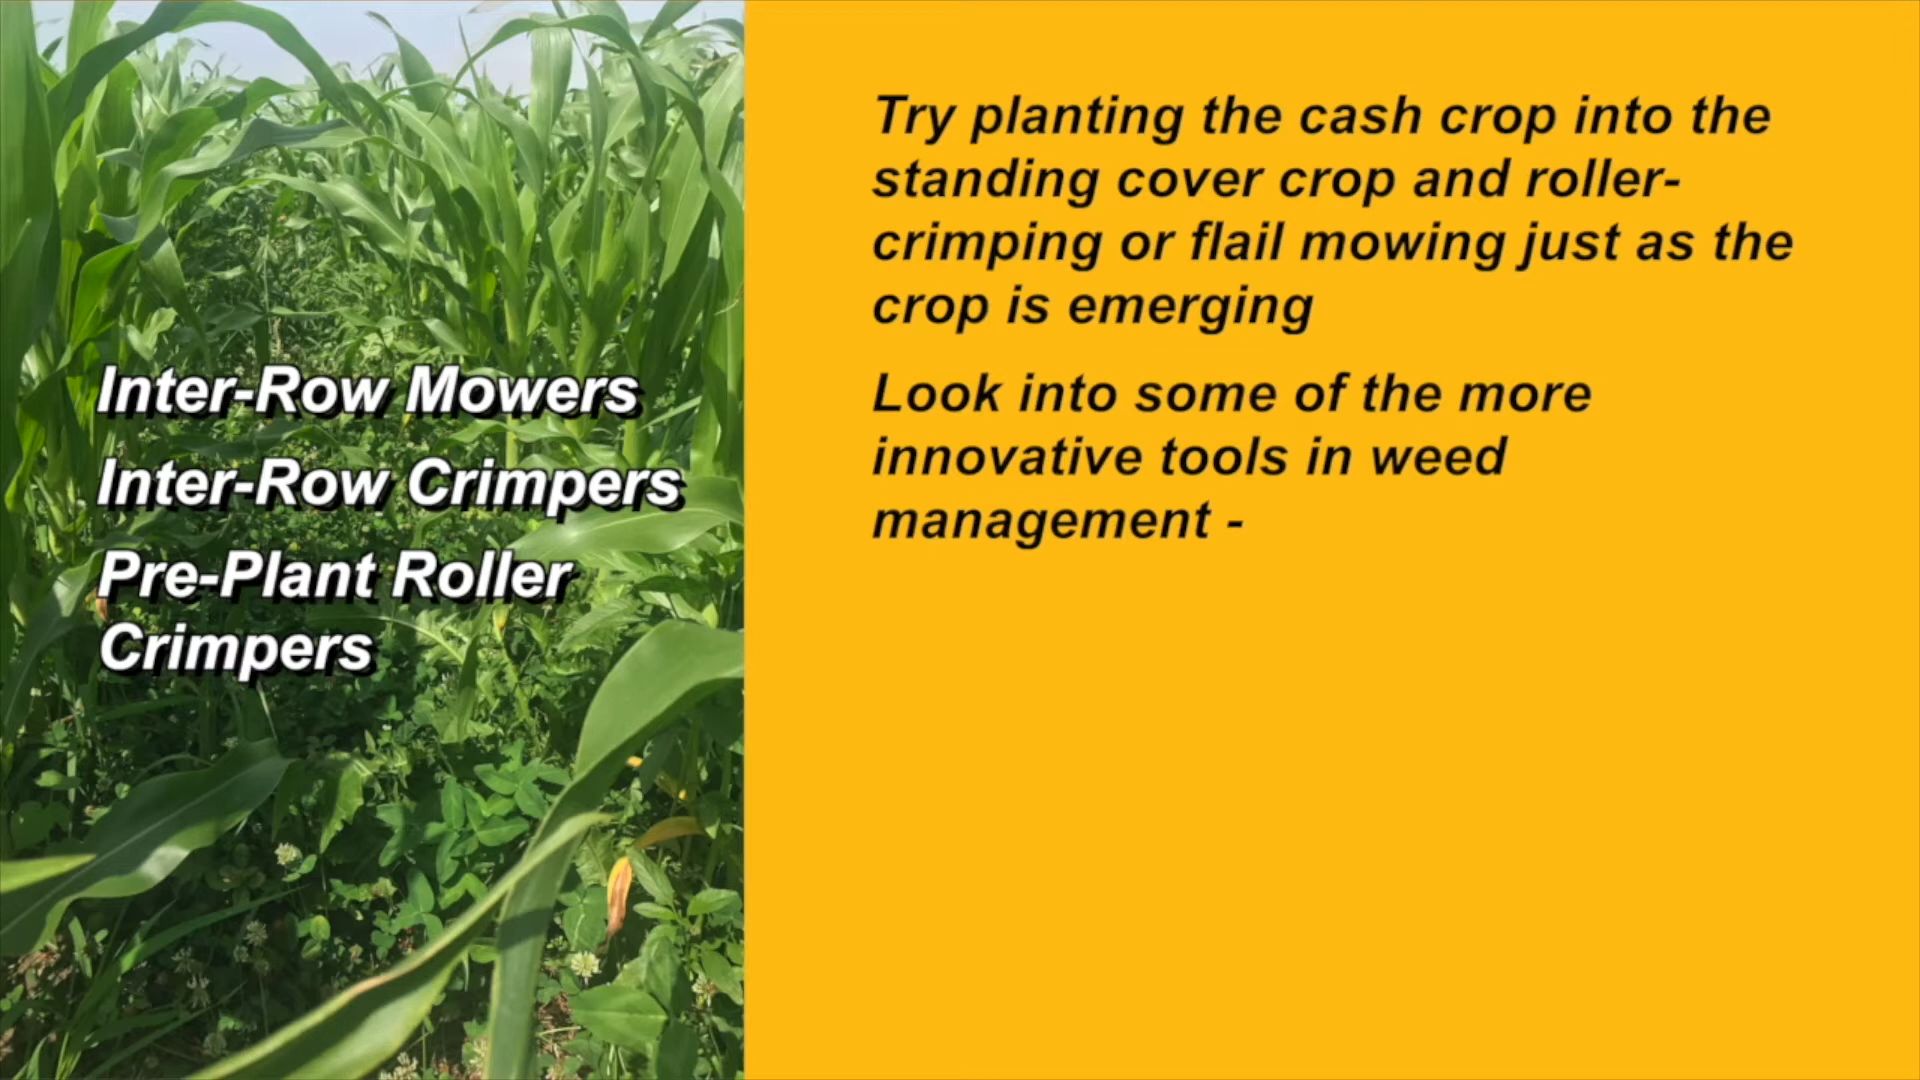 Inter-Row Mowers
Inter-Row Crimpers
Pre-Plant Roller
Crimpers
Try planting the cash crop into the
standing cover crop and roller-
crimping or flail mowing just as the
crop is emerging
Look into some of the more
innovative tools in weed
management -